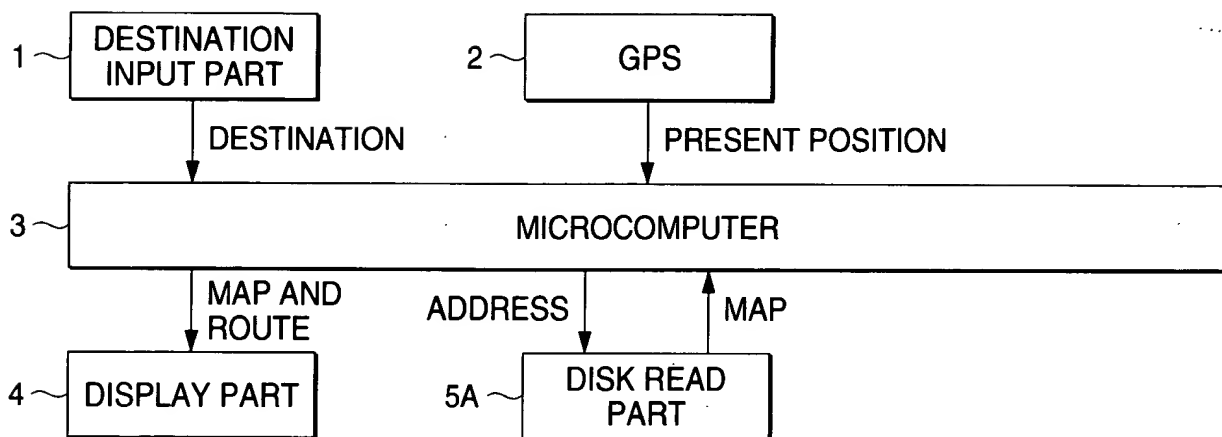 1
DESTINATION
INPUT PART
2
GPS
DESTINATION
PRESENT POSITION
3
MICROCOMPUTER
MAP AND
ROUTE
ADDRESS
MAP
4
DISPLAY PART
5A
DISK READ
PART